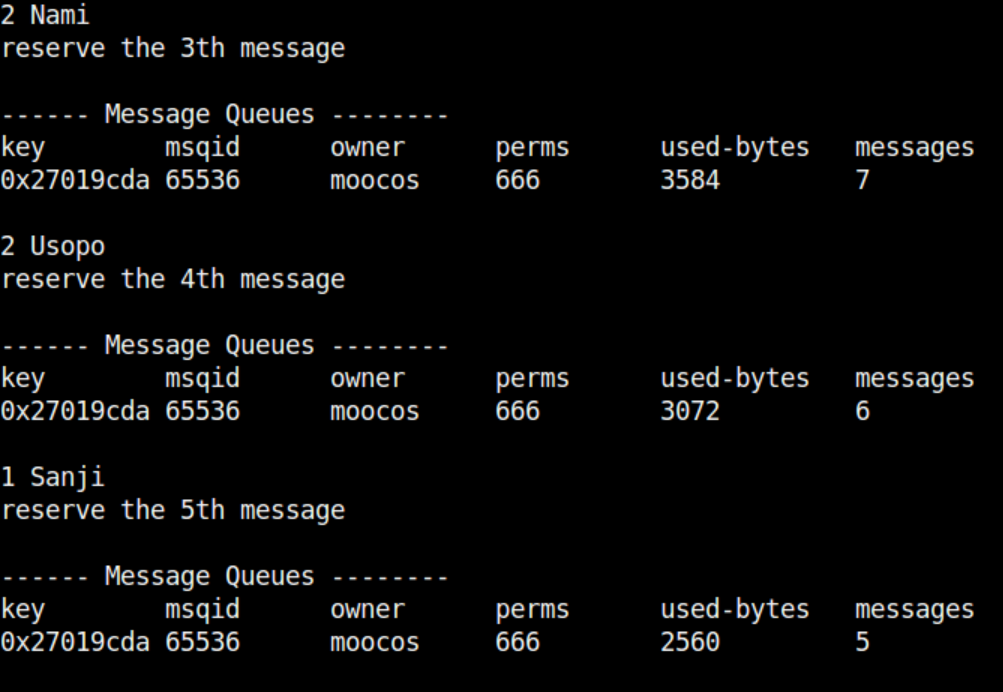 2 Nami
reserve the 3th message
------ Message Queues --------
key        msqid      owner      perms      used-bytes   messages
0x27019cda 65536      moocos     666        3584         7
2 Usopo
reserve the 4th message
------ Message Queues --------
key        msqid      owner      perms      used-bytes   messages
0x27019cda 65536      moocos     666        3072         6
1 Sanji
reserve the 5th message
------ Message Queues --------
key        msqid      owner      perms      used-bytes   messages
0x27019cda 65536      moocos     666        2560         5